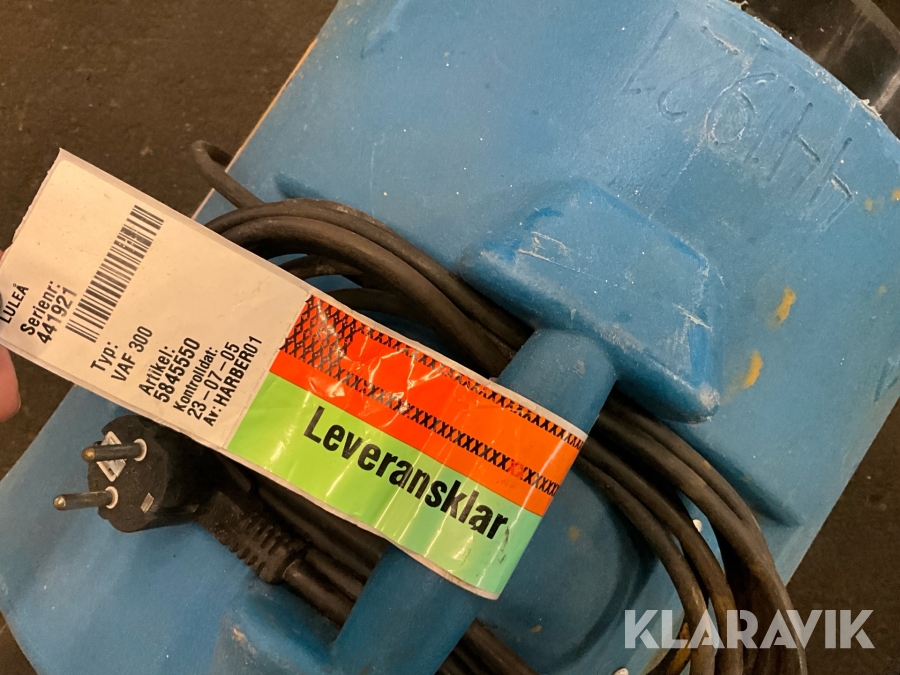 LULEÅ
Serienr:
441921
Typ:
VAF 300
Artikel:
5845550
Kontrolldat:
23-07-05
Av: HARBER01
Leveransklar
KLARAVIK